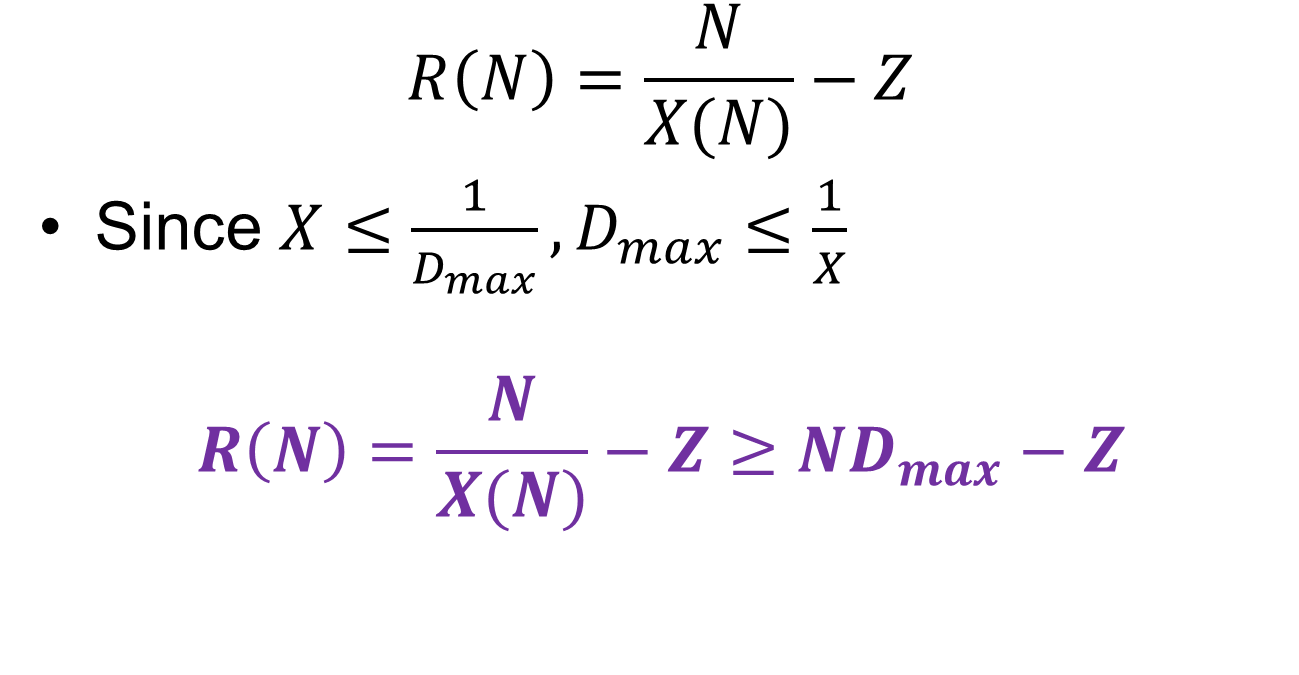 R(N) = N/X(N) − Z
• Since X ≤ 1/D_max , D_max ≤ 1/X
R(N) = N/X(N) − Z ≥ ND_max − Z